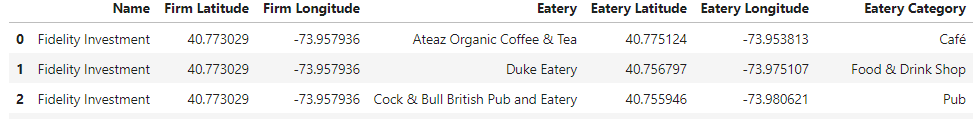 Name Firm Latitude Firm Longitude Eatery Eatery Latitude Eatery Longitude Eatery Category
0 Fidelity Investment 40.773029 -73.957936 Ateaz Organic Coffee & Tea 40.775124 -73.953813 Café
1 Fidelity Investment 40.773029 -73.957936 Duke Eatery 40.756797 -73.975107 Food & Drink Shop
2 Fidelity Investment 40.773029 -73.957936 Cock & Bull British Pub and Eatery 40.755946 -73.980621 Pub